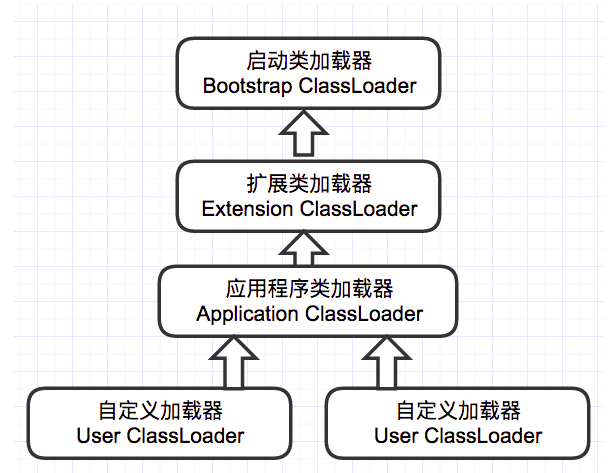 启动类加载器
Bootstrap ClassLoader
扩展类加载器
Extension ClassLoader
应用程序类加载器
Application ClassLoader
自定义加载器
User ClassLoader
自定义加载器
User ClassLoader